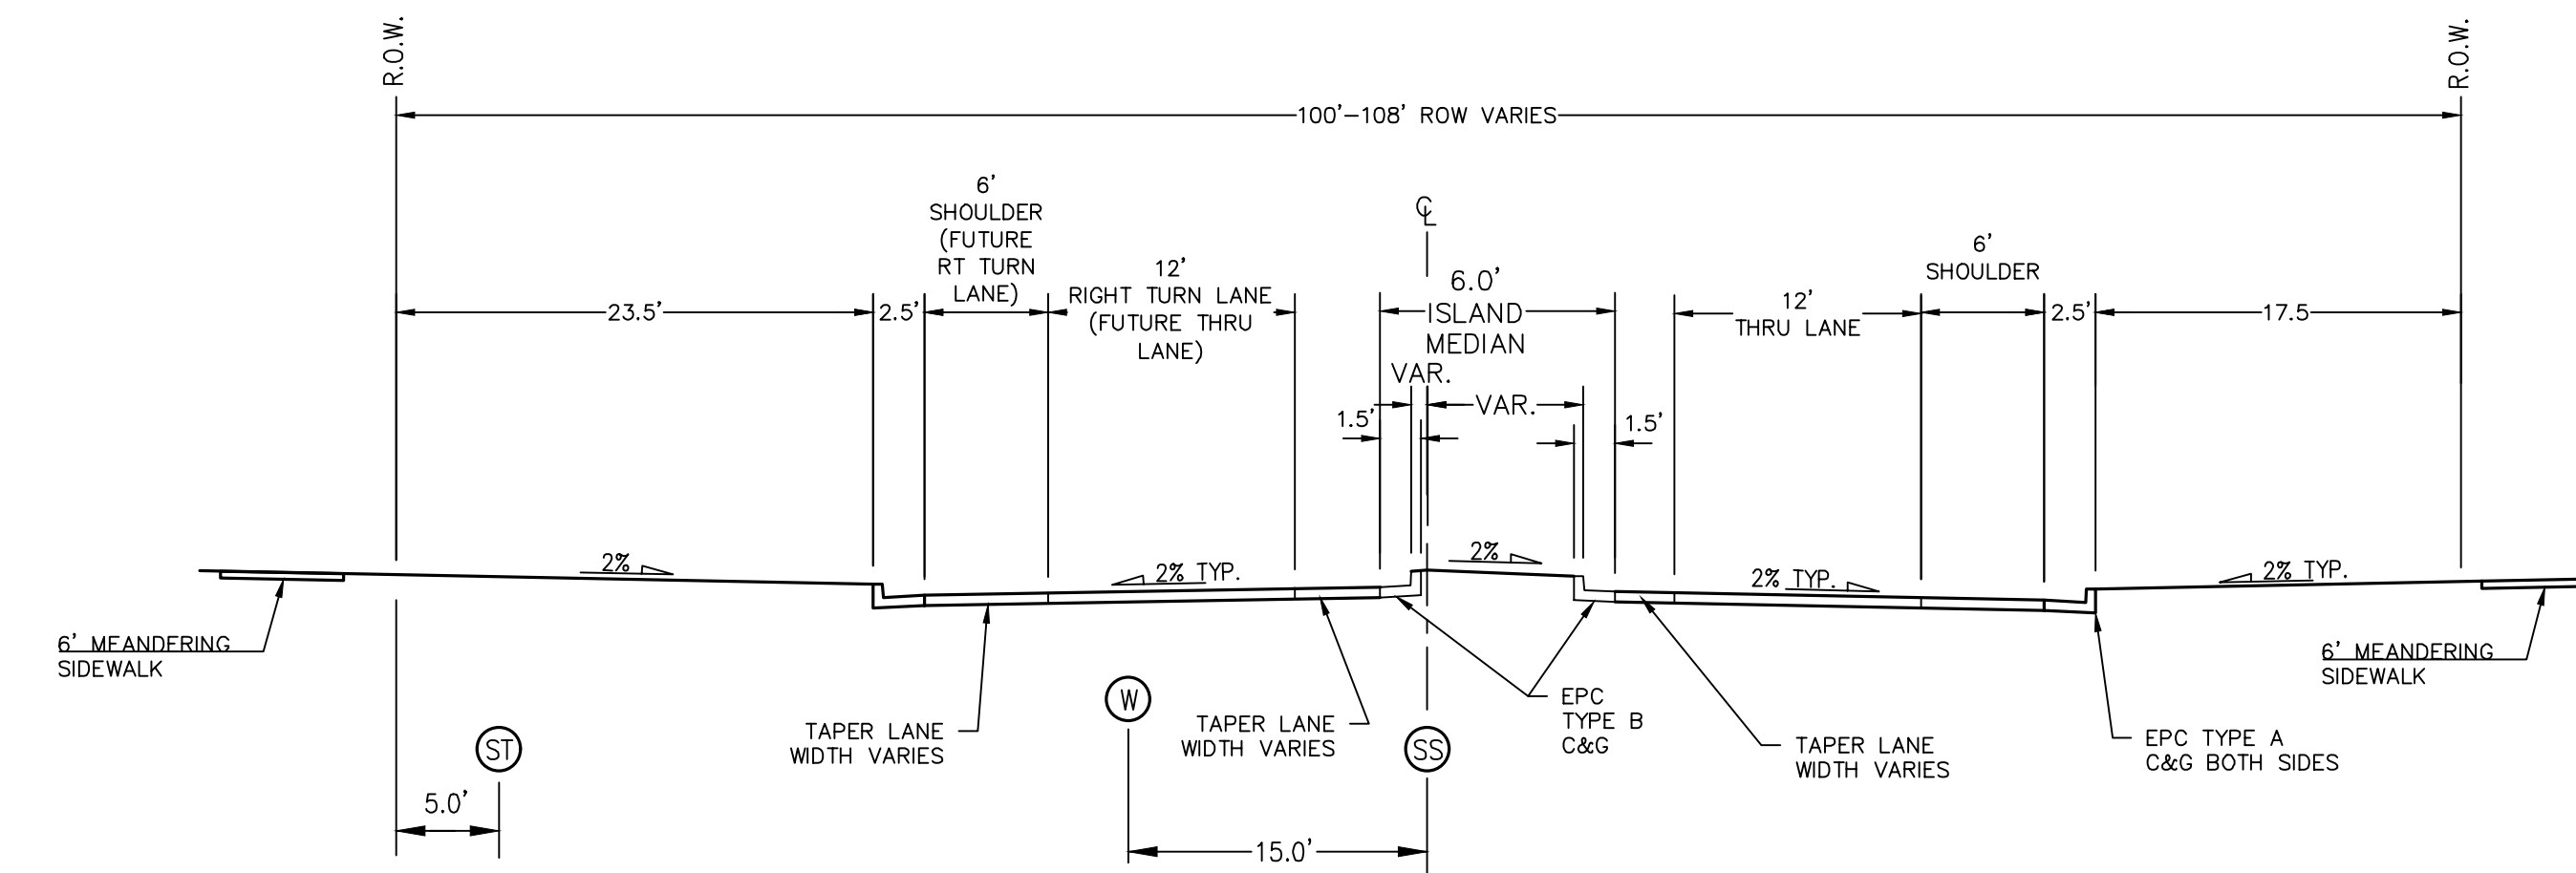 R.O.W.
R.O.W.
100'-108' ROW VARIES
6'
SHOULDER
(FUTURE
RT TURN
LANE)
12'
RIGHT TURN LANE
(FUTURE THRU
LANE)
℄
6.0'
ISLAND
MEDIAN
12'
THRU LANE
6'
SHOULDER
23.5'
2.5'
2.5'
17.5
VAR.
VAR.
1.5'
1.5'
2%
2% TYP.
2%
2% TYP.
2% TYP.
6' MEANDERING
SIDEWALK
6' MEANDERING
SIDEWALK
TAPER LANE
WIDTH VARIES
W
TAPER LANE
WIDTH VARIES
EPC
TYPE B
C&G
TAPER LANE
WIDTH VARIES
EPC TYPE A
C&G BOTH SIDES
ST
SS
5.0'
15.0'